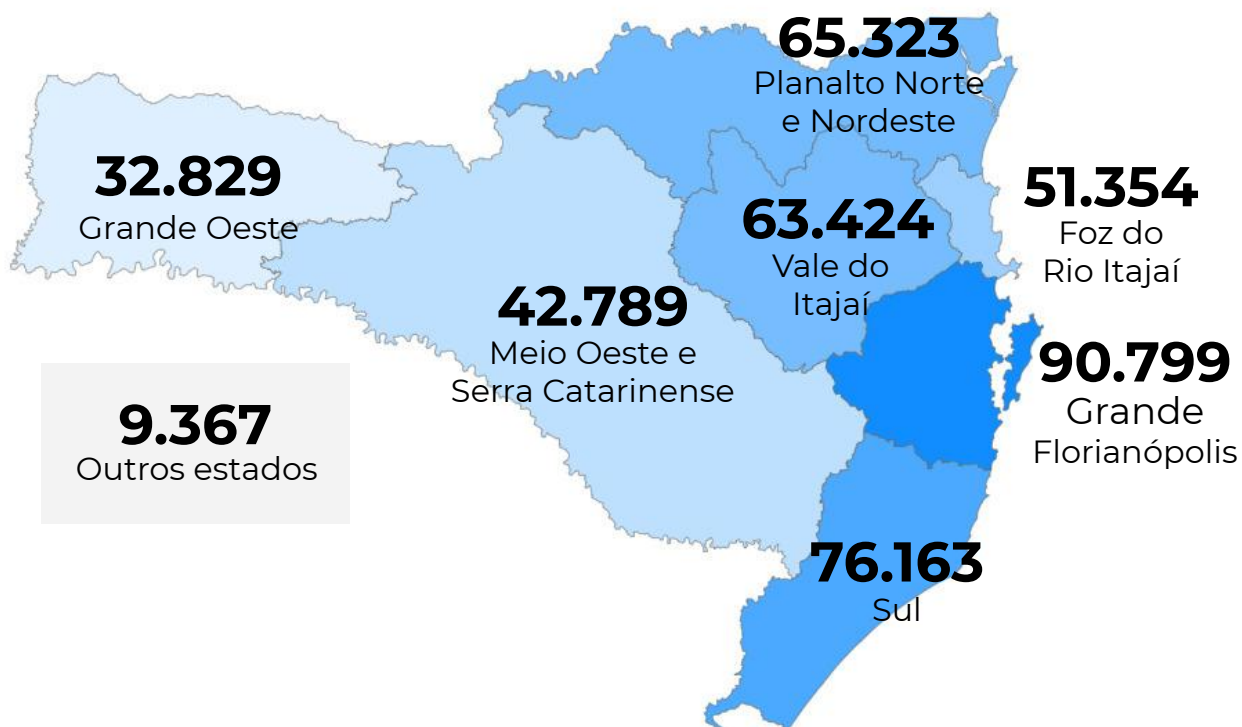 65.323
Planalto Norte
e Nordeste
32.829
Grande Oeste
63.424
Vale do
Itajaí
51.354
Foz do
Rio Itajaí
42.789
Meio Oeste e
Serra Catarinense
90.799
Grande
Florianópolis
9.367
Outros estados
76.163
Sul